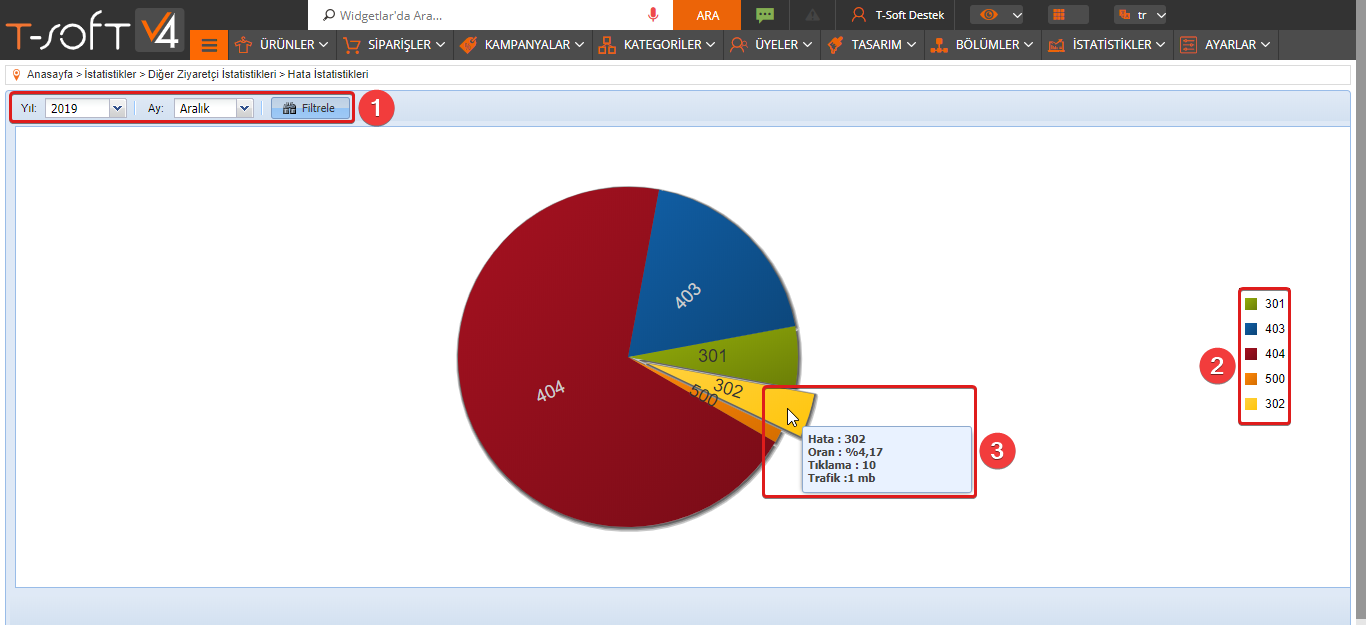 T-SOFT V4
Widgetlar'da Ara...
ARA
T-Soft Destek
tr
ÜRÜNLER
SİPARİŞLER
KAMPANYALAR
KATEGORİLER
ÜYELER
TASARIM
BÖLÜMLER
İSTATİSTİKLER
AYARLAR
Anasayfa > İstatistikler > Diğer Ziyaretçi İstatistikleri > Hata İstatistikleri
Yıl: 2019 Ay: Aralık Filtrele
1
403
301
302
500
404
301
403
404
500
302
2
Hata : 302
Oran : %4,17
Tıklama : 10
Trafik :1 mb
3